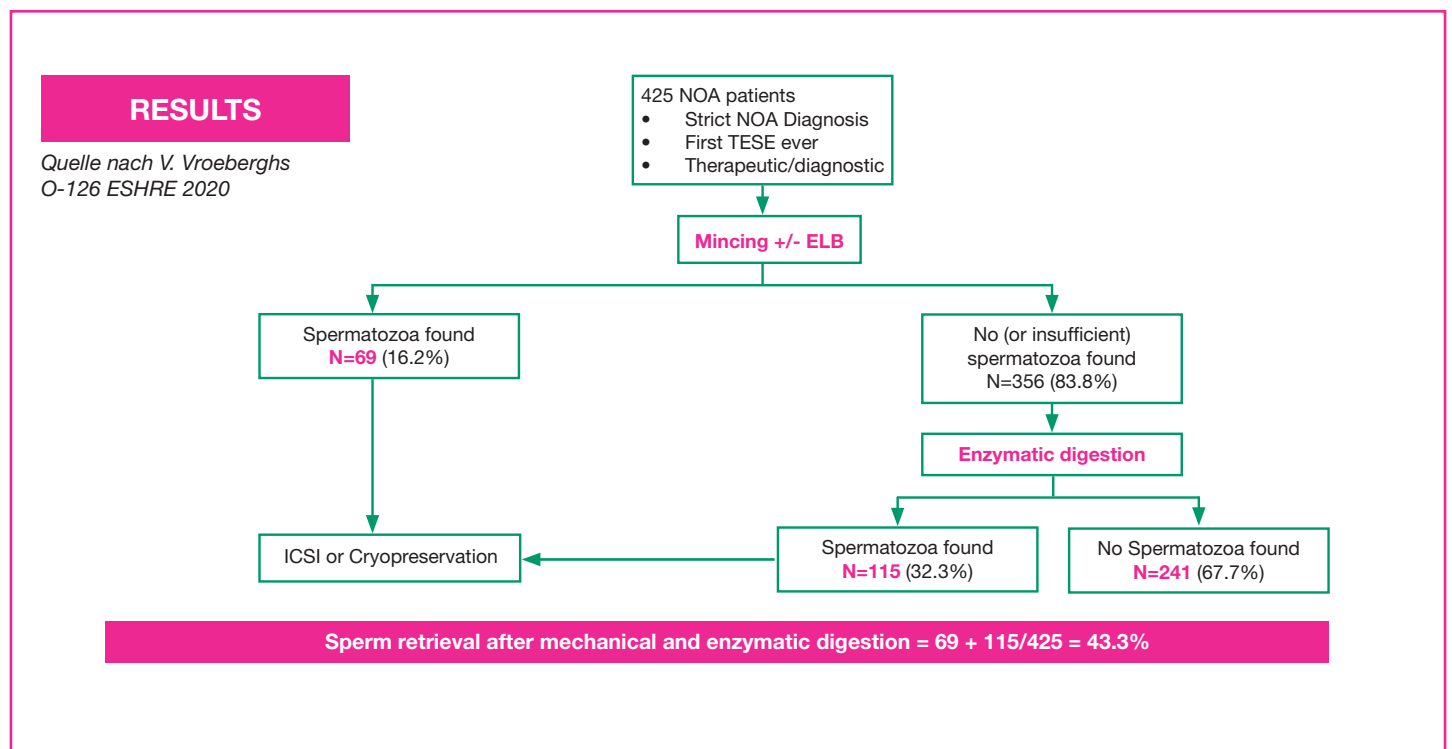 RESULTS
Quelle nach V. Vroeberghs
O-126 ESHRE 2020
425 NOA patients
• Strict NOA Diagnosis
• First TESE ever
• Therapeutic/diagnostic
Mincing +/- ELB
Spermatozoa found
N=69 (16.2%)
No (or insufficient)
spermatozoa found
N=356 (83.8%)
Enzymatic digestion
ICSI or Cryopreservation
Spermatozoa found
N=115 (32.3%)
No Spermatozoa found
N=241 (67.7%)
Sperm retrieval after mechanical and enzymatic digestion = 69 + 115/425 = 43.3%